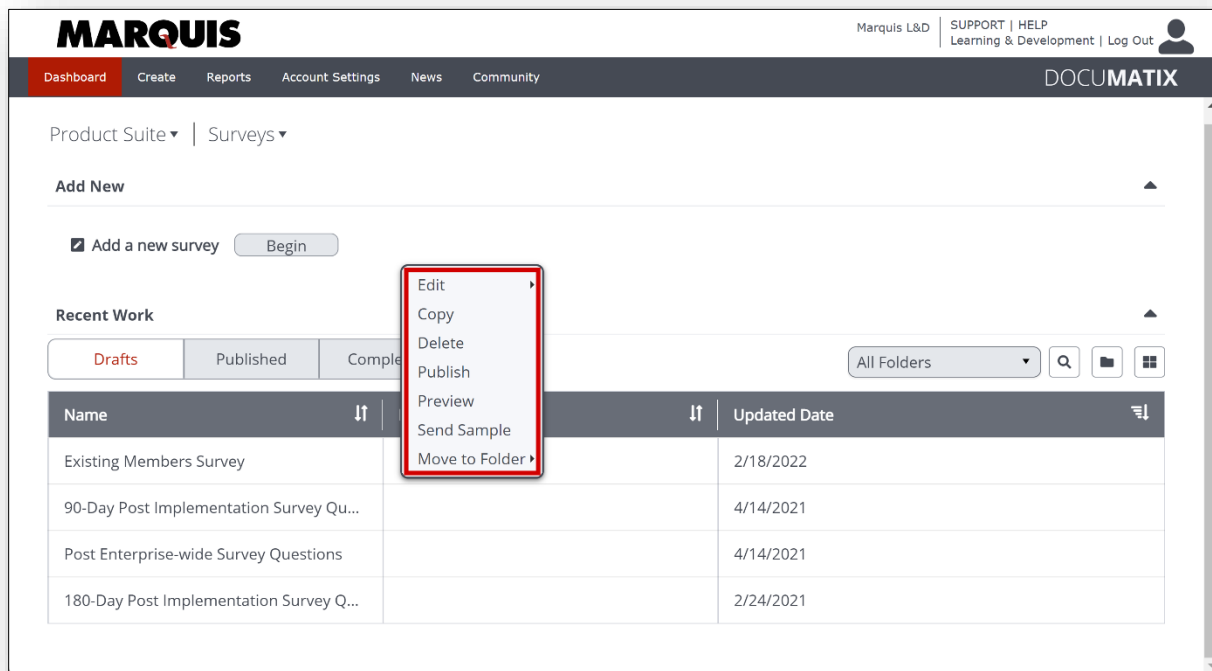 MARQUIS
Marquis L&D
SUPPORT | HELP
Learning & Development | Log Out
Dashboard Create Reports Account Settings News Community
DOCUMATIX
Product Suite | Surveys
Add New
Add a new survey Begin
Edit
Copy
Delete
Publish
Preview
Send Sample
Move to Folder
Recent Work
Drafts Published Comple
All Folders
Name Updated Date
Existing Members Survey 2/18/2022
90-Day Post Implementation Survey Qu... 4/14/2021
Post Enterprise-wide Survey Questions 4/14/2021
180-Day Post Implementation Survey Q... 2/24/2021